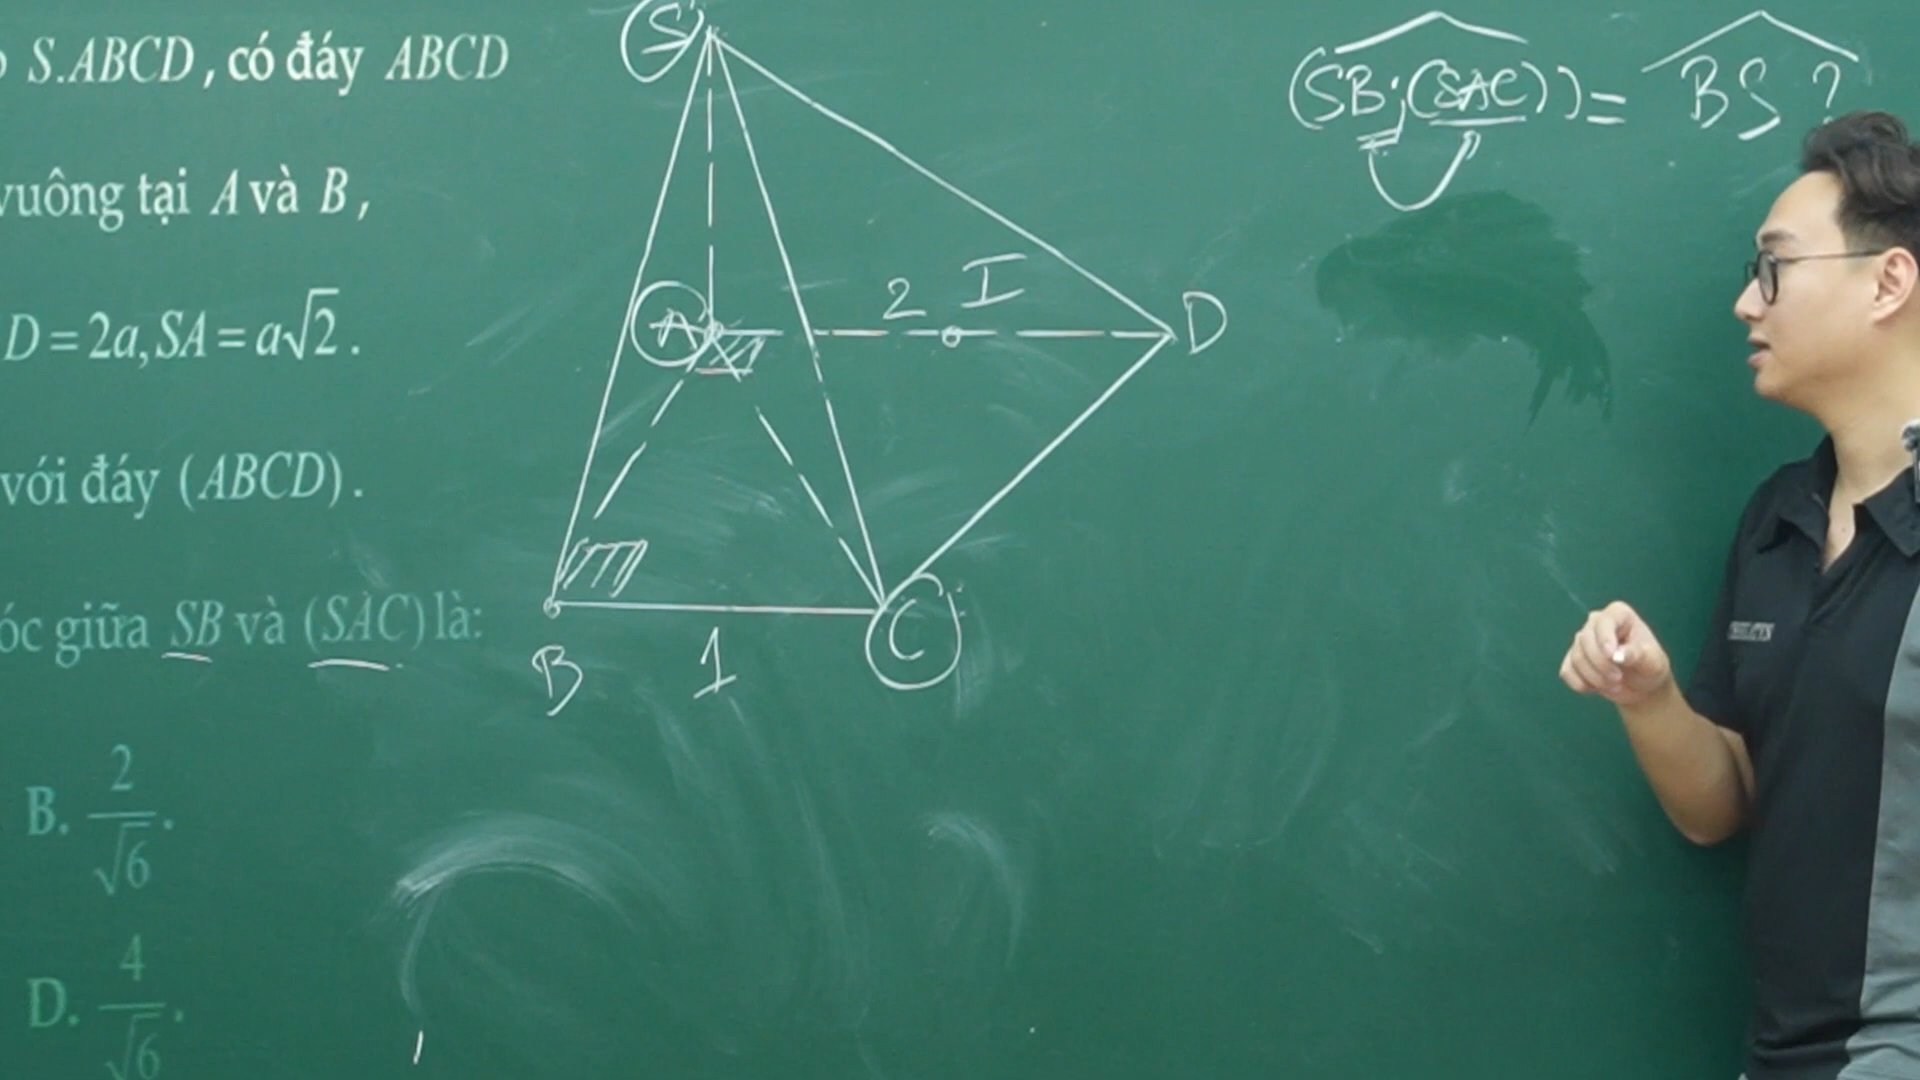 S.ABCD, có đáy ABCD
vuông tại A và B,
D = 2a, SA = a√2.
với đáy (ABCD).
óc giữa SB và (SAC) là:
B. 2/√6.
D. 4/√6.
S
A
2 I
D
B
1
C
(SB;(SAC)) = BS?